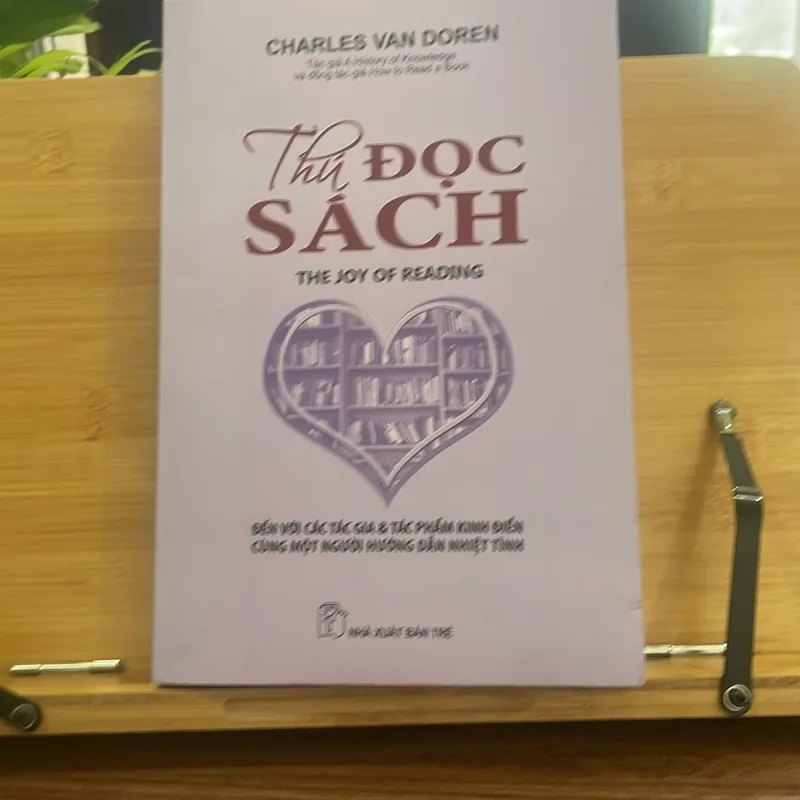 CHARLES VAN DOREN
Tác giả A History of Knowledge
và đồng tác giả How to Read a Book
Thú ĐỌC
SÁCH
THE JOY OF READING
ĐẾN VỚI CÁC TÁC GIA & TÁC PHẨM KINH ĐIỂN
CÙNG MỘT NGƯỜI HƯỚNG DẪN NHIỆT TÌNH
NHÀ XUẤT BẢN TRẺ